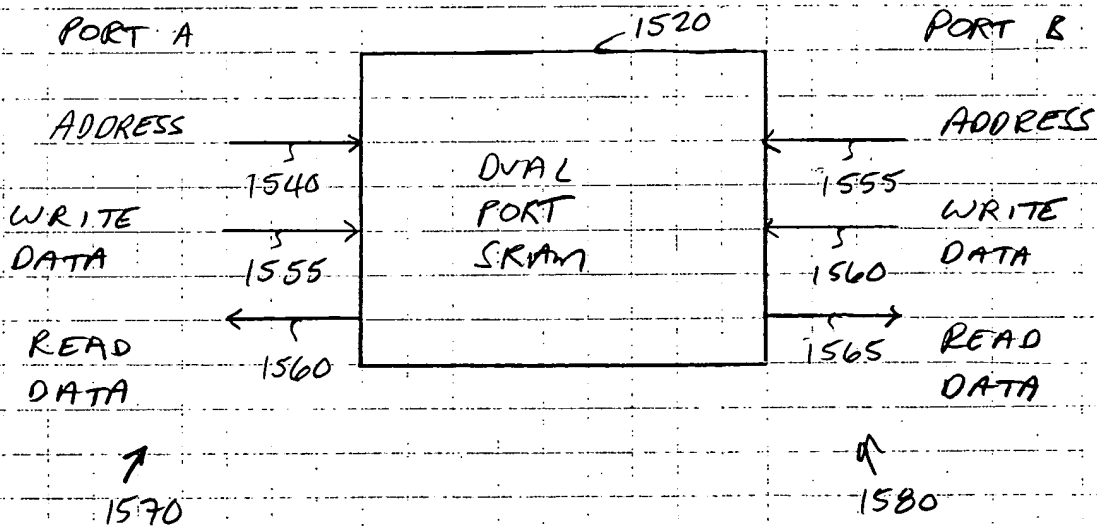 PORT A
1520
PORT B
ADDRESS
1540
WRITE
DATA
1555
READ
DATA
1560
1570
DUAL
PORT
SRAM
ADDRESS
1555
WRITE
DATA
1560
READ
DATA
1565
1580